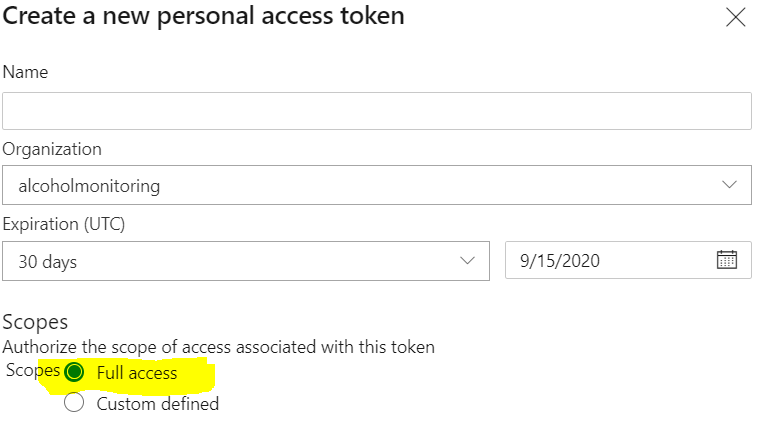 Create a new personal access token
Name
Organization
alcoholmonitoring
Expiration (UTC)
30 days 9/15/2020
Scopes
Authorize the scope of access associated with this token
Scopes Full access
Custom defined